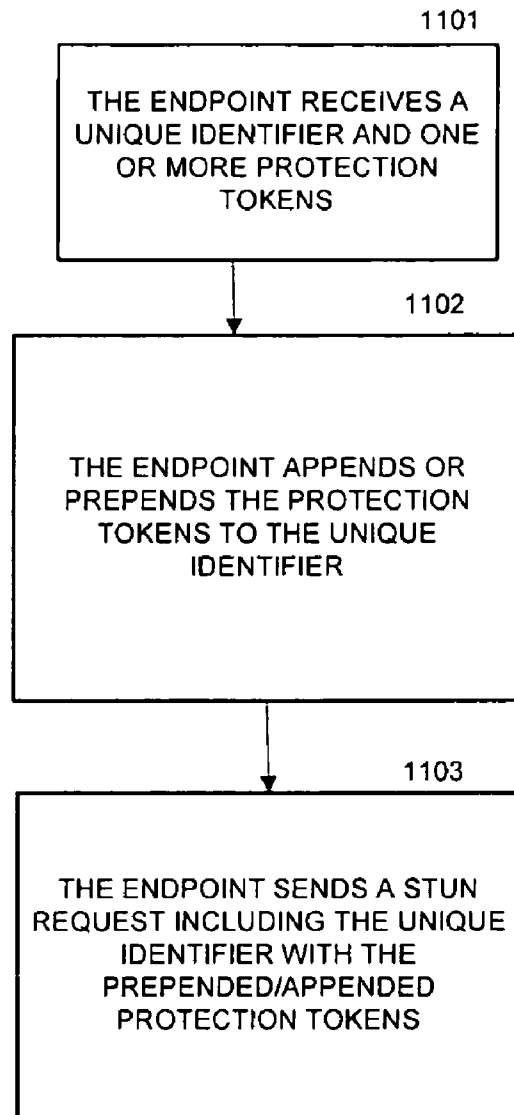 1101
THE ENDPOINT RECEIVES A
UNIQUE IDENTIFIER AND ONE
OR MORE PROTECTION
TOKENS
1102
THE ENDPOINT APPENDS OR
PREPENDS THE PROTECTION
TOKENS TO THE UNIQUE
IDENTIFIER
1103
THE ENDPOINT SENDS A STUN
REQUEST INCLUDING THE UNIQUE
IDENTIFIER WITH THE
PREPENDED/APPENDED
PROTECTION TOKENS